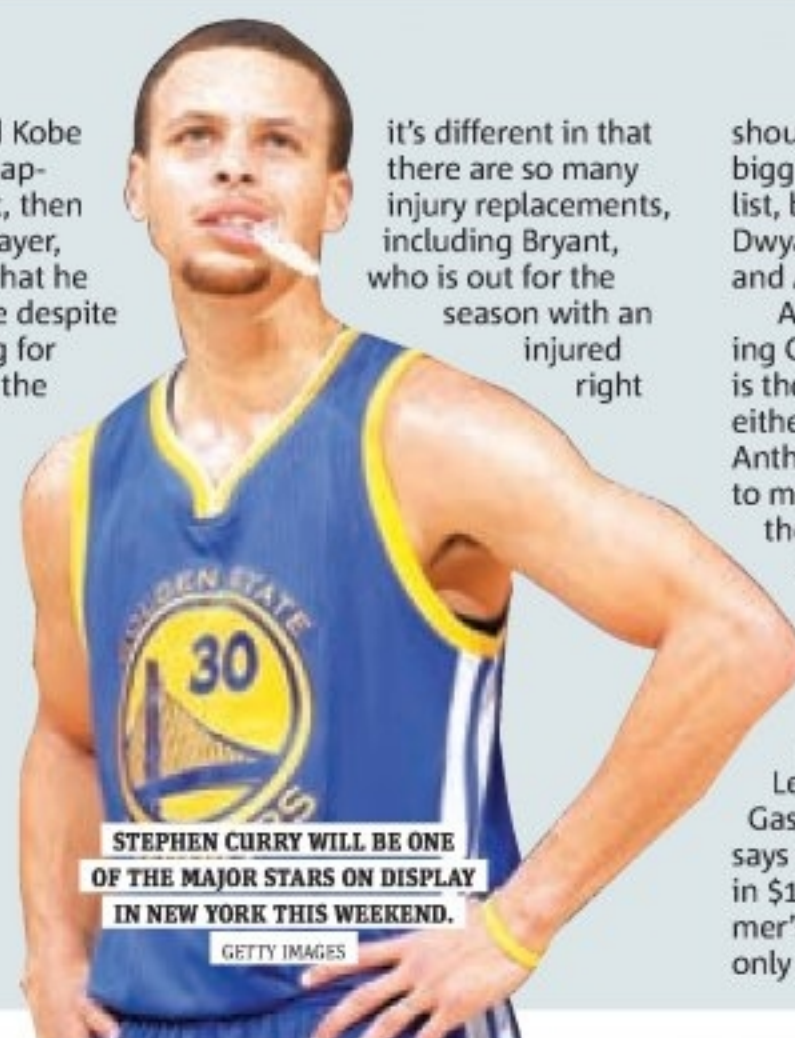 Kobe
ap-
then
ayer,
hat he
e despite
g for
the
it's different in that
there are so many
injury replacements,
including Bryant,
who is out for the
season with an
injured
right
shou
bigg
list,
Dwya
and
A
ing
is the
eithe
Anth
to m
the
Le
Gas
says
in $1
mer'
only
GOLDEN STATE
30
STEPHEN CURRY WILL BE ONE
OF THE MAJOR STARS ON DISPLAY
IN NEW YORK THIS WEEKEND.
GETTY IMAGES